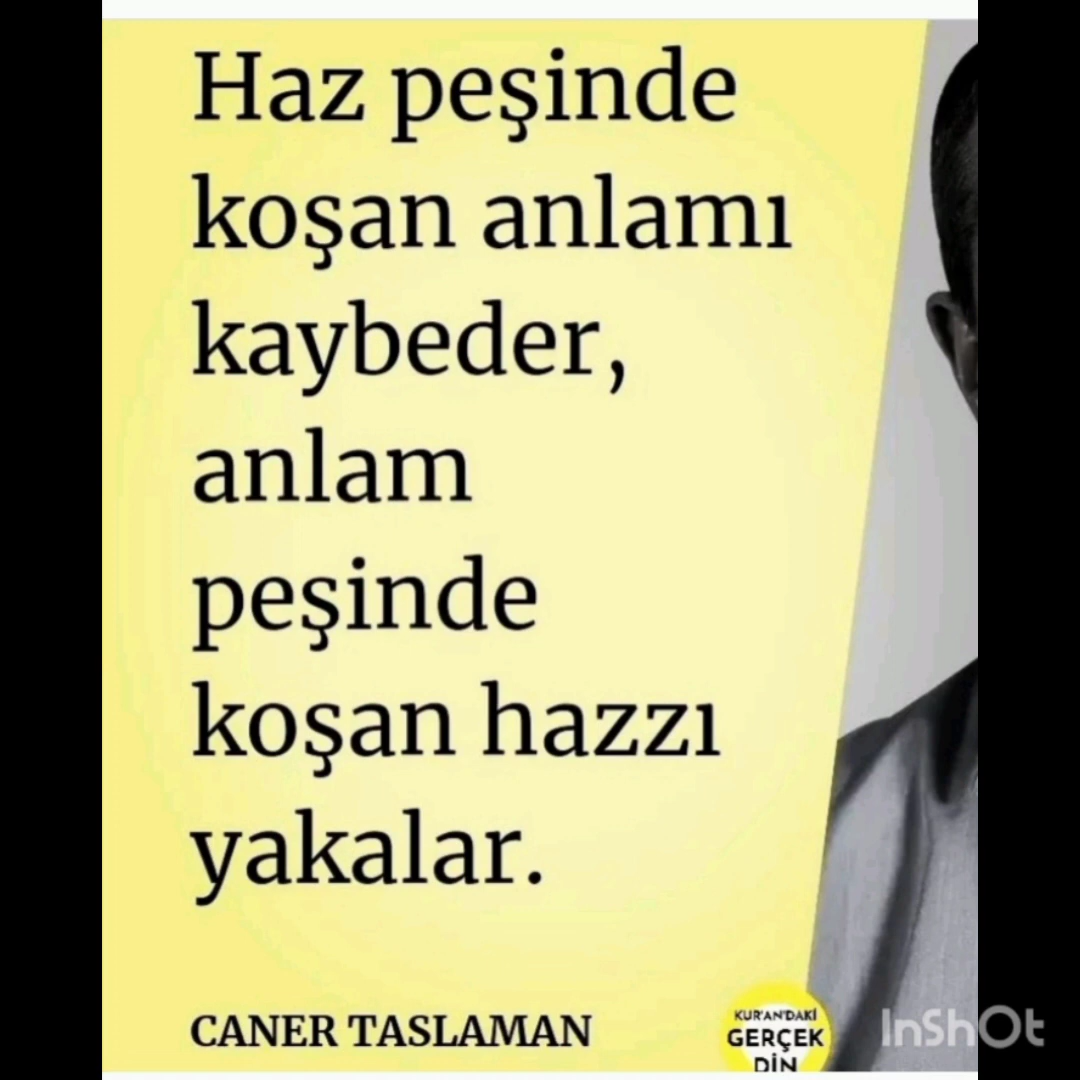 Haz peşinde
koşan anlamı
kaybeder,
anlam
peşinde
koşan hazzı
yakalar.
CANER TASLAMAN
KUR'AN'DAKİ
GERÇEK
DİN
InShOt